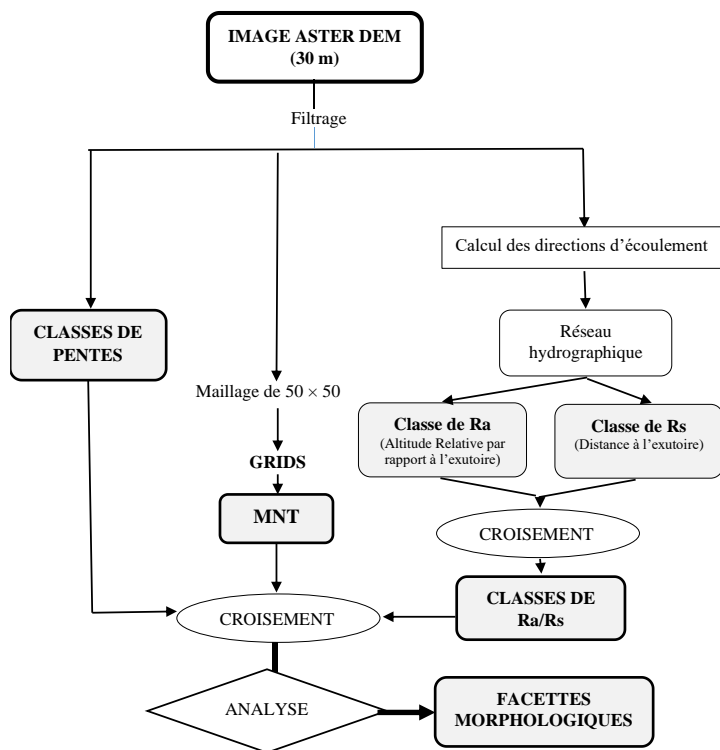 IMAGE ASTER DEM
(30 m)
Filtrage
Calcul des directions d'écoulement
CLASSES DE
PENTES
Réseau
hydrographique
Maillage de 50 × 50
Classe de Ra
(Altitude Relative par
rapport à l'exutoire)
Classe de Rs
(Distance à l'exutoire)
GRIDS
MNT
CROISEMENT
CLASSES DE
Ra/Rs
CROISEMENT
ANALYSE
FACETTES
MORPHOLOGIQUES